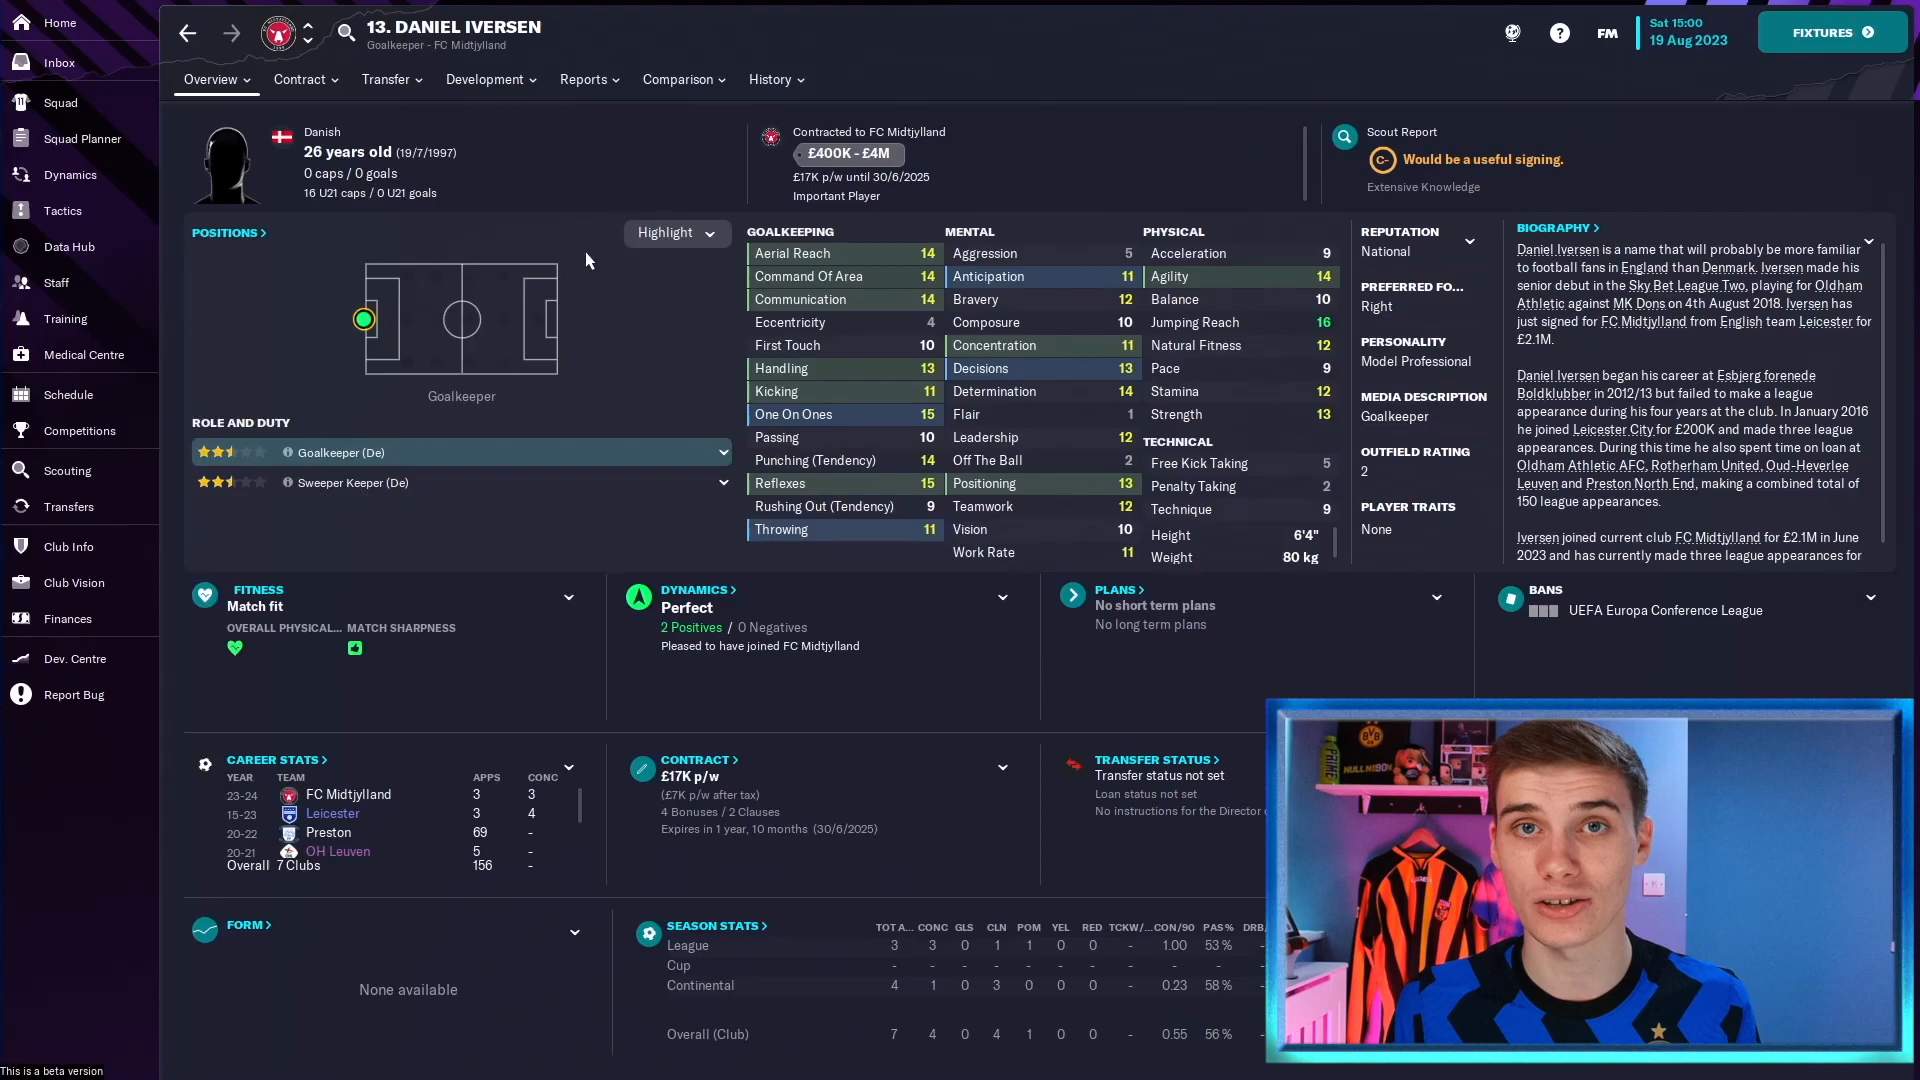 Home
Inbox
Squad
Squad Planner
Dynamics
Tactics
Data Hub
Staff
Training
Medical Centre
Schedule
Competitions
Scouting
Transfers
Club Info
Club Vision
Finances
Dev. Centre
Report Bug
This is a beta version
13. DANIEL IVERSEN
Goalkeeper - FC Midtjylland
FM
Sat 15:00
19 Aug 2023
FIXTURES
Overview Contract Transfer Development Reports Comparison History
Danish
26 years old (19/7/1997)
0 caps / 0 goals
16 U21 caps / 0 U21 goals
Contracted to FC Midtjylland
£400K - £4M
£17K p/w until 30/6/2025
Important Player
Scout Report
C- Would be a useful signing.
Extensive Knowledge
POSITIONS
Highlight
Goalkeeper
ROLE AND DUTY
Goalkeeper (De)
Sweeper Keeper (De)
GOALKEEPING
Aerial Reach 14
Command Of Area 14
Communication 14
Eccentricity 4
First Touch 10
Handling 13
Kicking 11
One On Ones 15
Passing 10
Punching (Tendency) 14
Reflexes 15
Rushing Out (Tendency) 9
Throwing 11
MENTAL
Aggression 5
Anticipation 11
Bravery 12
Composure 10
Concentration 11
Decisions 13
Determination 14
Flair 1
Leadership 12
Off The Ball 2
Positioning 13
Teamwork 12
Vision 10
Work Rate 11
PHYSICAL
Acceleration 9
Agility 14
Balance 10
Jumping Reach 16
Natural Fitness 12
Pace 9
Stamina 12
Strength 13
TECHNICAL
Free Kick Taking 5
Penalty Taking 2
Technique 9
Height 6'4"
Weight 80 kg
REPUTATION
National
PREFERRED FO...
Right
PERSONALITY
Model Professional
MEDIA DESCRIPTION
Goalkeeper
OUTFIELD RATING
2
PLAYER TRAITS
None
BIOGRAPHY
Daniel Iversen is a name that will probably be more familiar
to football fans in England than Denmark. Iversen made his
senior debut in the Sky Bet League Two, playing for Oldham
Athletic against MK Dons on 4th August 2018. Iversen has
just signed for FC Midtjylland from English team Leicester for
£2.1M.
Daniel Iversen began his career at Esbjerg forenede
Boldklubber in 2012/13 but failed to make a league
appearance during his four years at the club. In January 2016
he joined Leicester City for £200K and made three league
appearances. During this time he also spent time on loan at
Oldham Athletic AFC, Rotherham United, Oud-Heverlee
Leuven and Preston North End, making a combined total of
150 league appearances.
Iversen joined current club FC Midtjylland for £2.1M in June
2023 and has currently made three league appearances for
FITNESS
Match fit
OVERALL PHYSICAL... MATCH SHARPNESS
DYNAMICS
Perfect
2 Positives / 0 Negatives
Pleased to have joined FC Midtjylland
PLANS
No short term plans
No long term plans
BANS
UEFA Europa Conference League
CAREER STATS
YEAR TEAM APPS CONC
23-24 FC Midtjylland 3 3
15-23 Leicester 3 4
20-22 Preston 69 -
20-21 OH Leuven 5 -
Overall 7 Clubs 156 -
CONTRACT
£17K p/w
(£7K p/w after tax)
4 Bonuses / 2 Clauses
Expires in 1 year, 10 months (30/6/2025)
TRANSFER STATUS
Transfer status not set
Loan status not set
No instructions for the Director
FORM
None available
SEASON STATS
TOT A... CONC GLS CLN POM YEL RED TCKW/... CON/90 PAS % DRB/
League 3 3 0 1 1 0 0 - 1.00 53 % -
Cup - - - - - - - - - - -
Continental 4 1 0 3 0 0 0 - 0.23 58 % -
Overall (Club) 7 4 0 4 1 0 0 - 0.55 56 % -
BVB
09